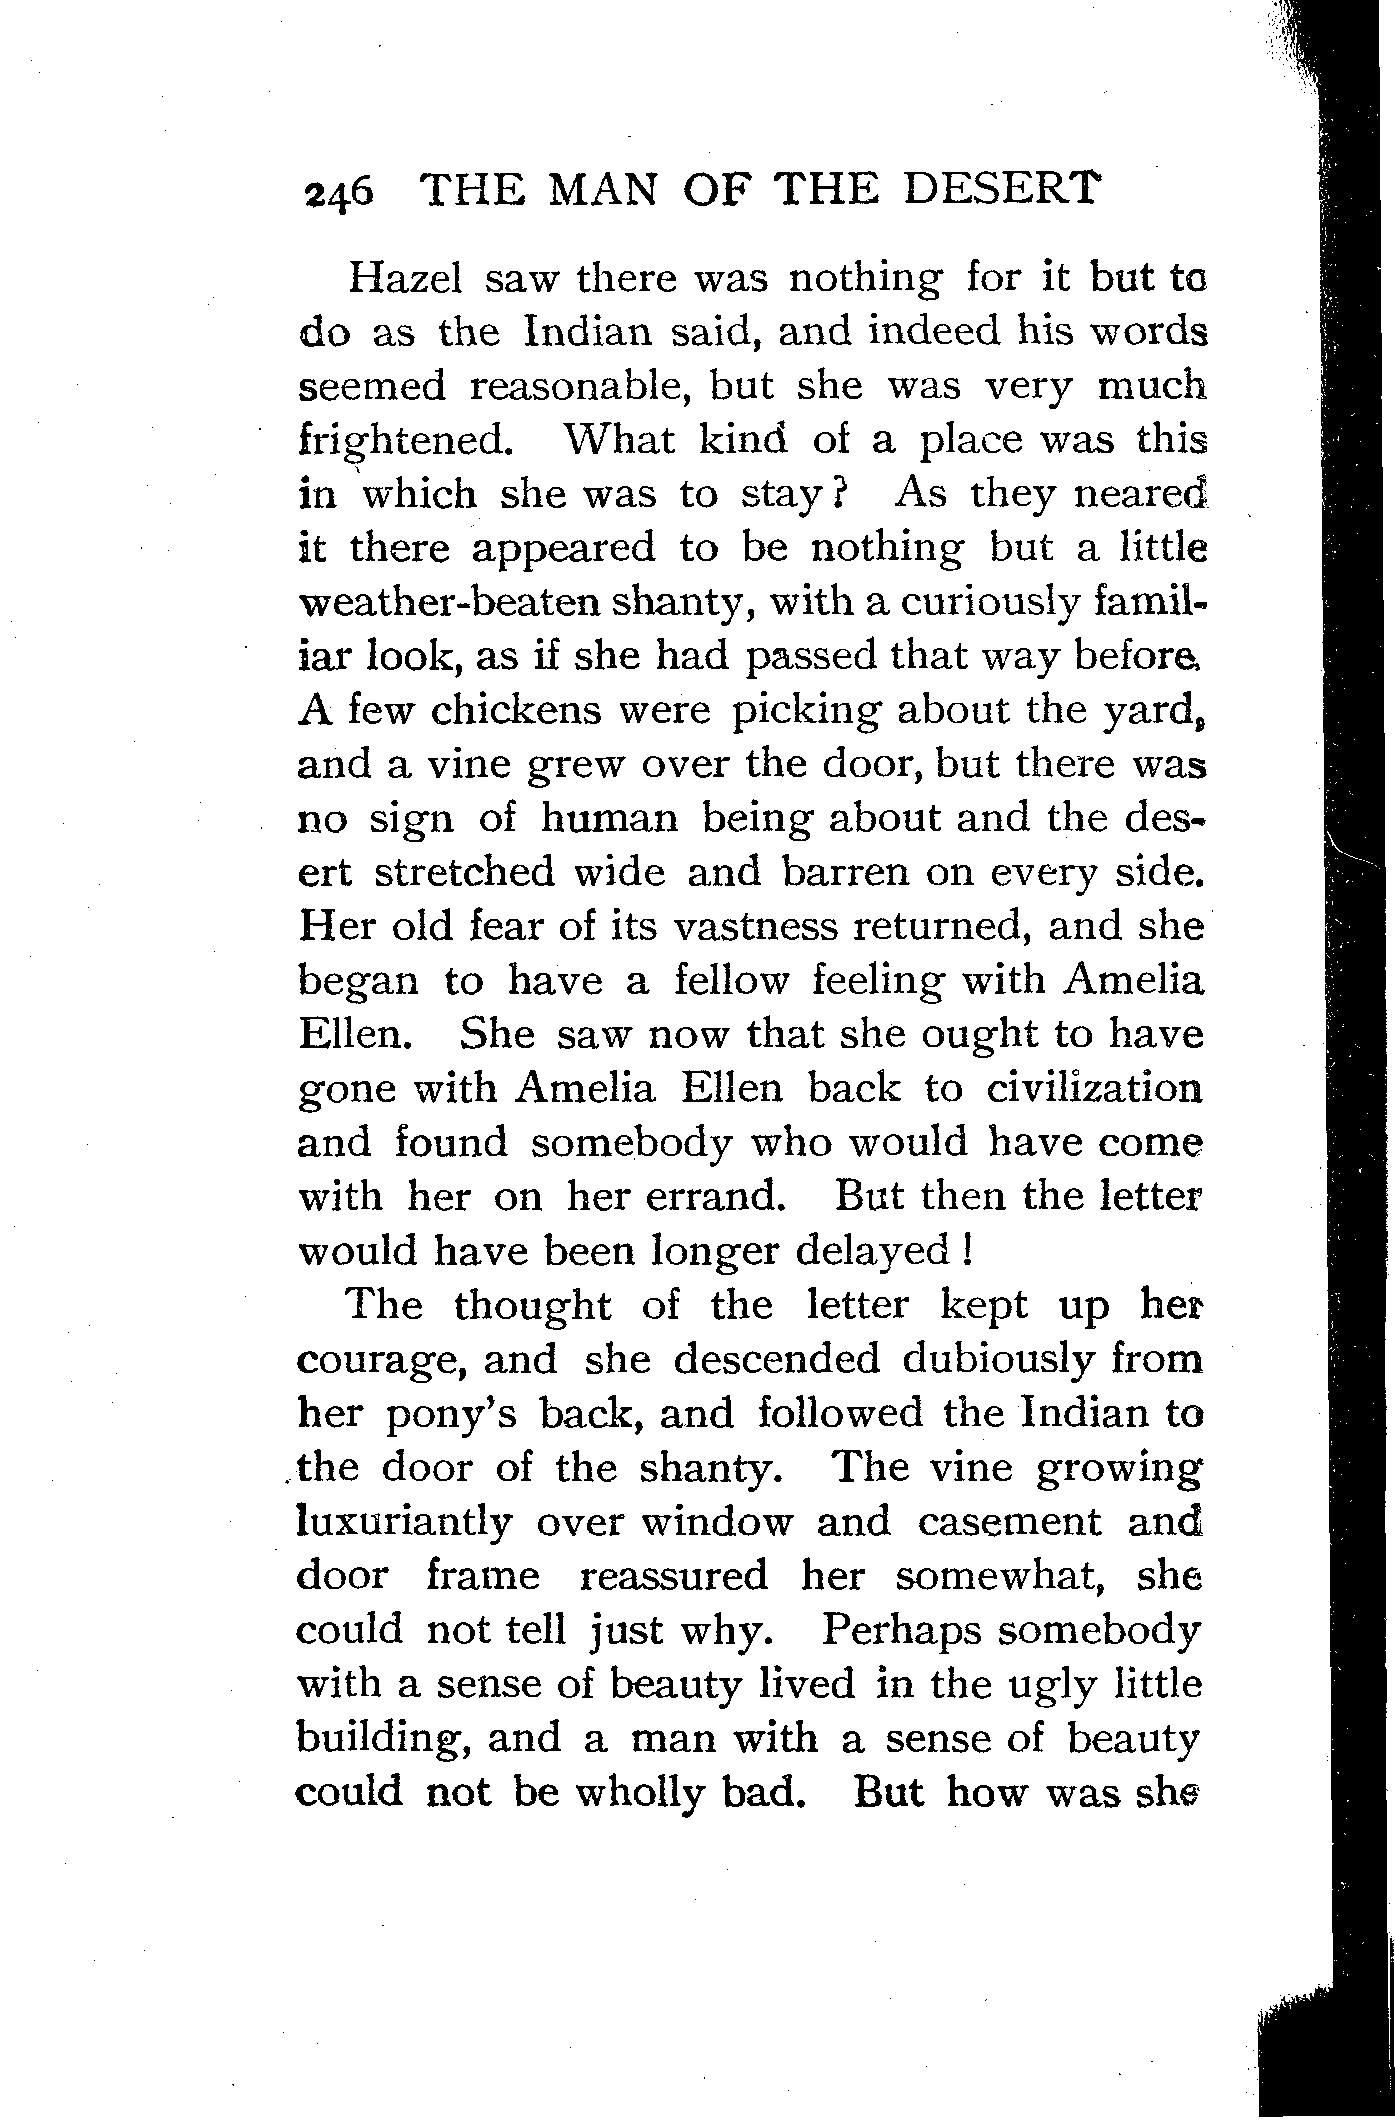 246 THE MAN OF THE DESERT
Hazel saw there was nothing for it but to
do as the Indian said, and indeed his words
seemed reasonable, but she was very much
frightened. What kind of a place was this
in which she was to stay? As they neared
it there appeared to be nothing but a little
weather-beaten shanty, with a curiously famil-
iar look, as if she had passed that way before.
A few chickens were picking about the yard,
and a vine grew over the door, but there was
no sign of human being about and the des-
ert stretched wide and barren on every side.
Her old fear of its vastness returned, and she
began to have a fellow feeling with Amelia
Ellen. She saw now that she ought to have
gone with Amelia Ellen back to civilization
and found somebody who would have come
with her on her errand. But then the letter
would have been longer delayed!
The thought of the letter kept up her
courage, and she descended dubiously from
her pony's back, and followed the Indian to
the door of the shanty. The vine growing
luxuriantly over window and casement and
door frame reassured her somewhat, she
could not tell just why. Perhaps somebody
with a sense of beauty lived in the ugly little
building, and a man with a sense of beauty
could not be wholly bad. But how was she